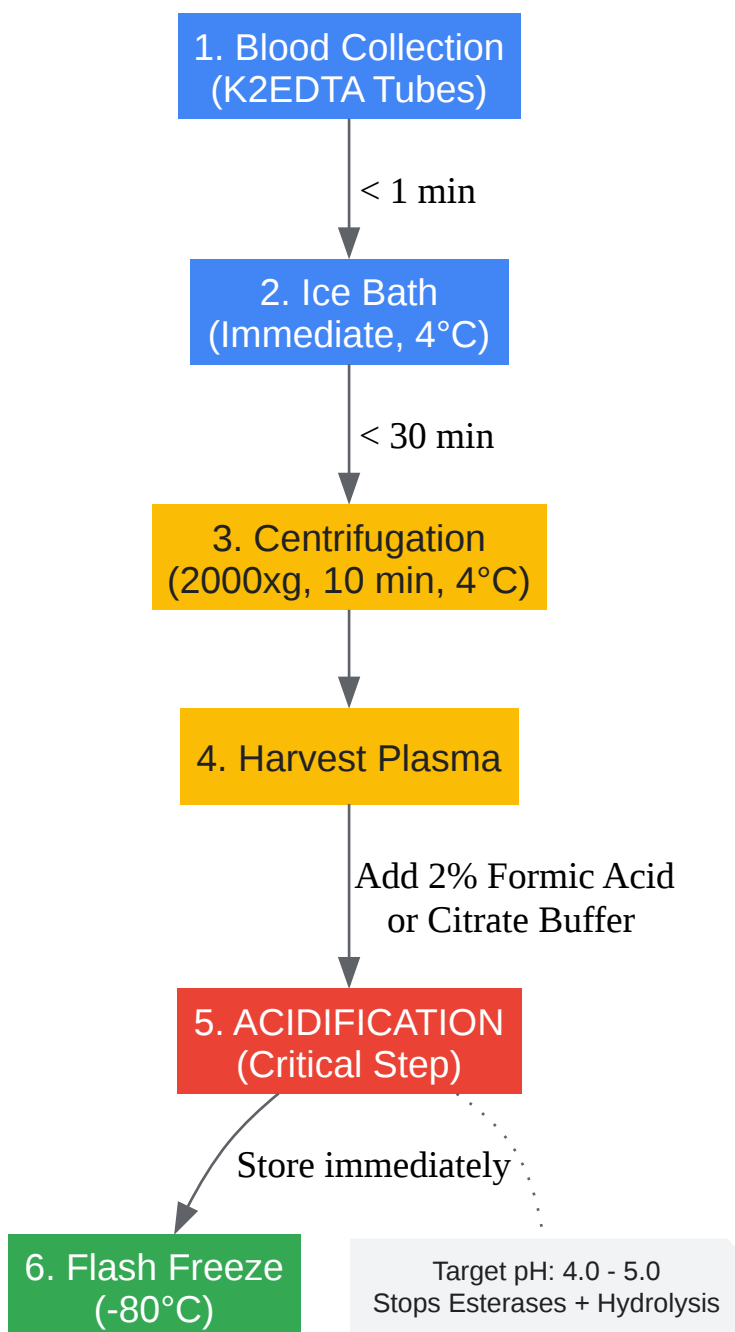 1. Blood Collection
(K2EDTA Tubes)
< 1 min
2. Ice Bath
(Immediate, 4°C)
< 30 min
3. Centrifugation
(2000xg, 10 min, 4°C)
4. Harvest Plasma
Add 2% Formic Acid
or Citrate Buffer
5. ACIDIFICATION
(Critical Step)
Store immediately
6. Flash Freeze
(-80°C)
Target pH: 4.0 - 5.0
Stops Esterases + Hydrolysis